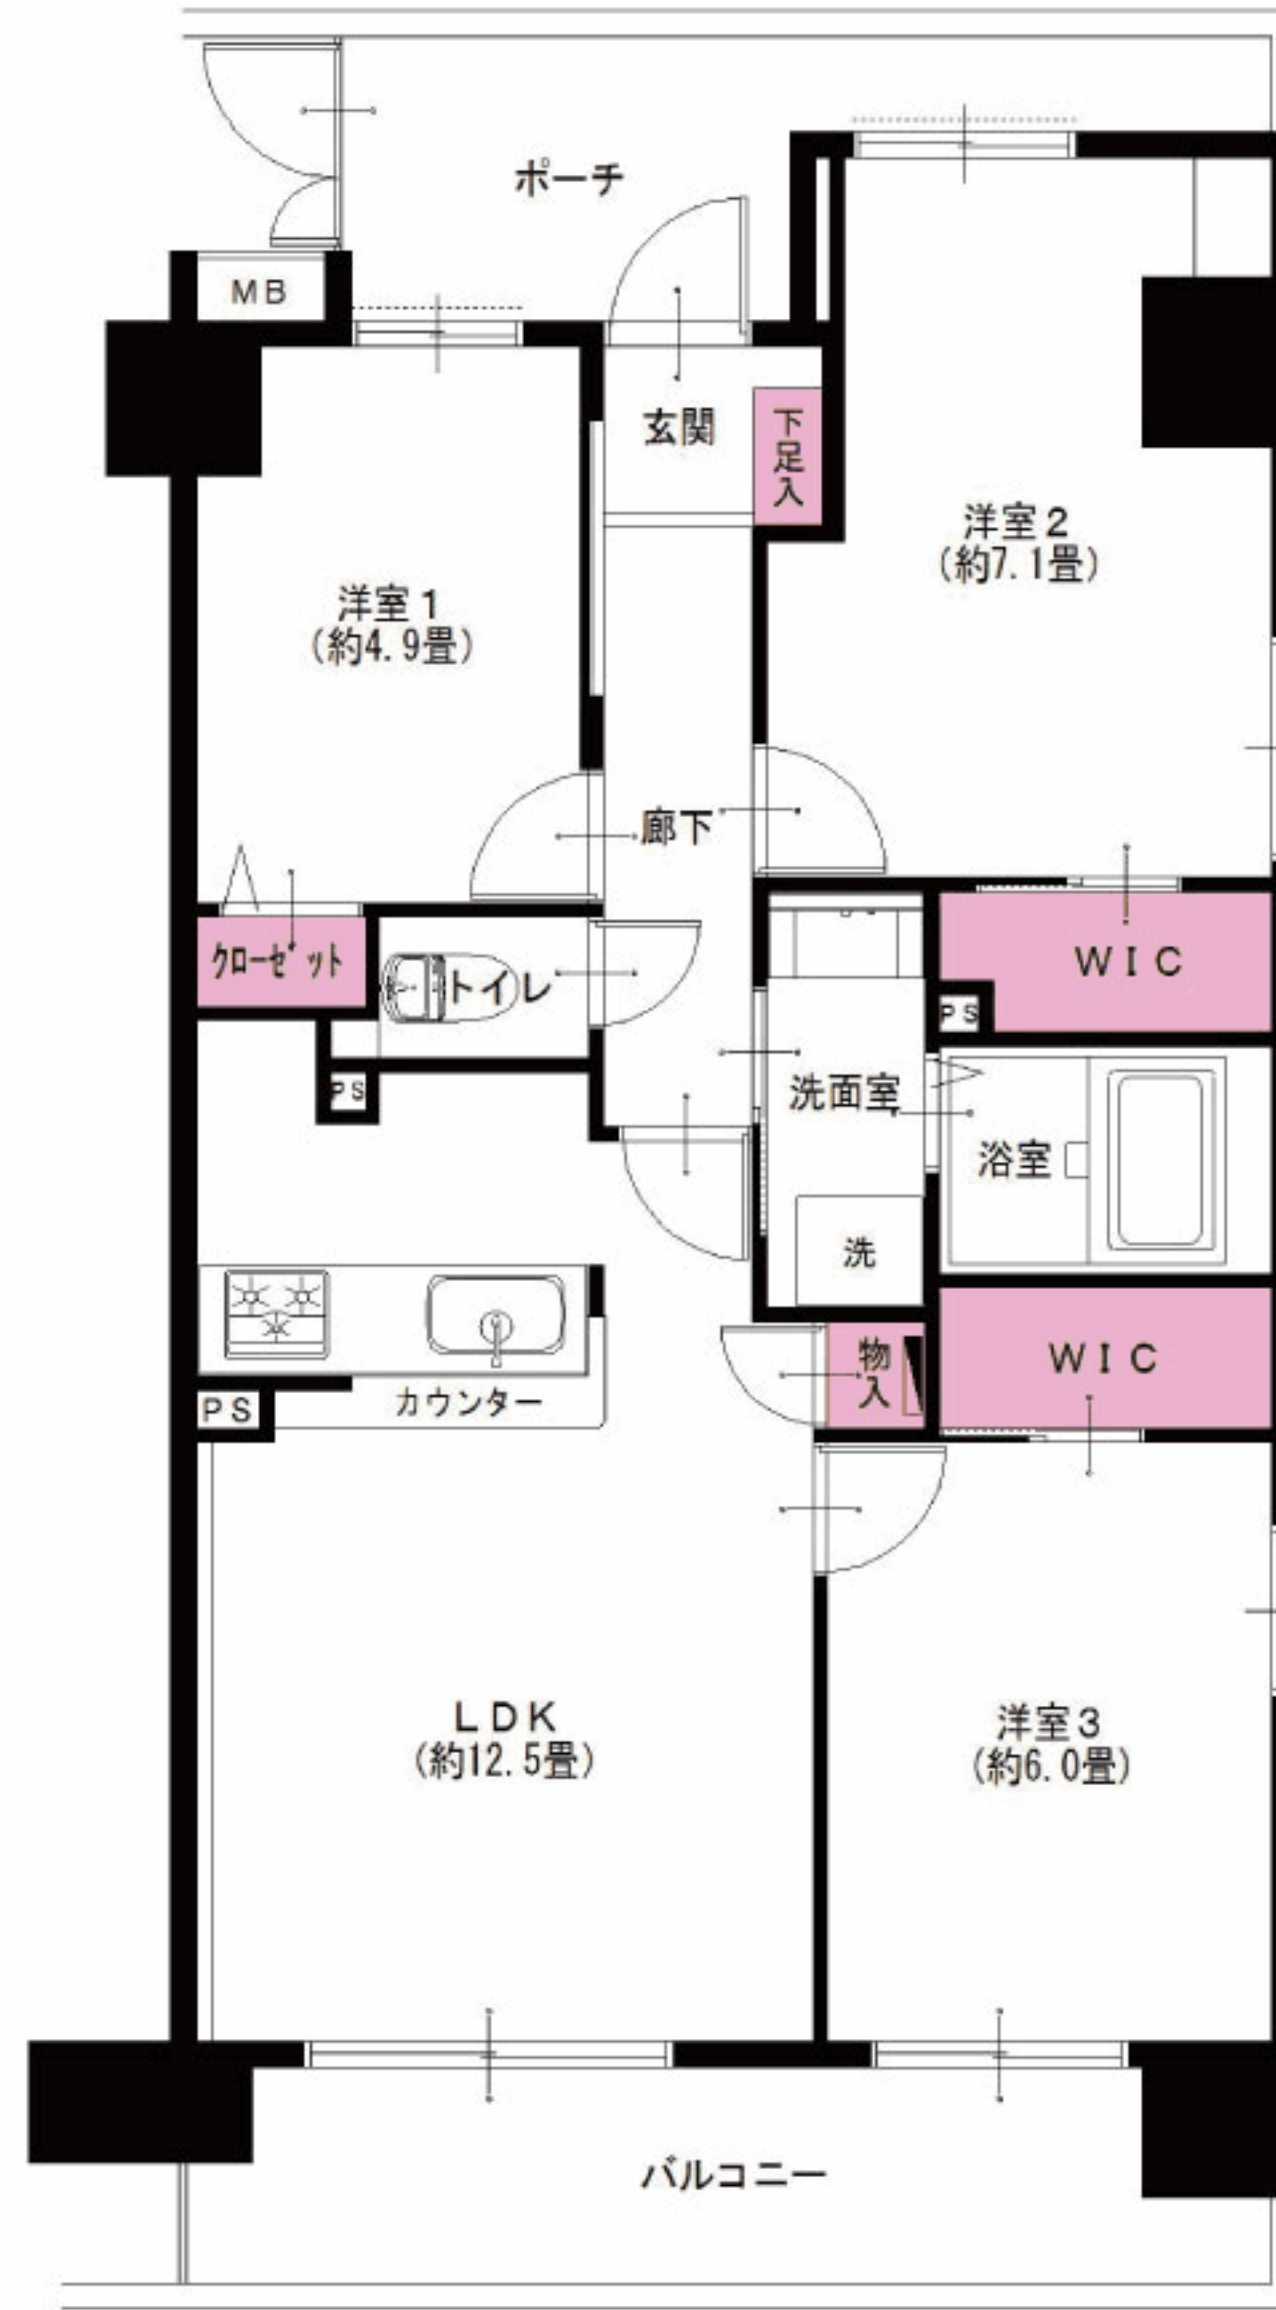 ポーチ
MB
玄関
下足入
洋室2
(約7.1畳)
洋室1
(約4.9畳)
廊下
クローゼット
トイレ
WIC
PS
PS
洗面室
浴室
洗
物入
WIC
PS
カウンター
LDK
(約12.5畳)
洋室3
(約6.0畳)
バルコニー